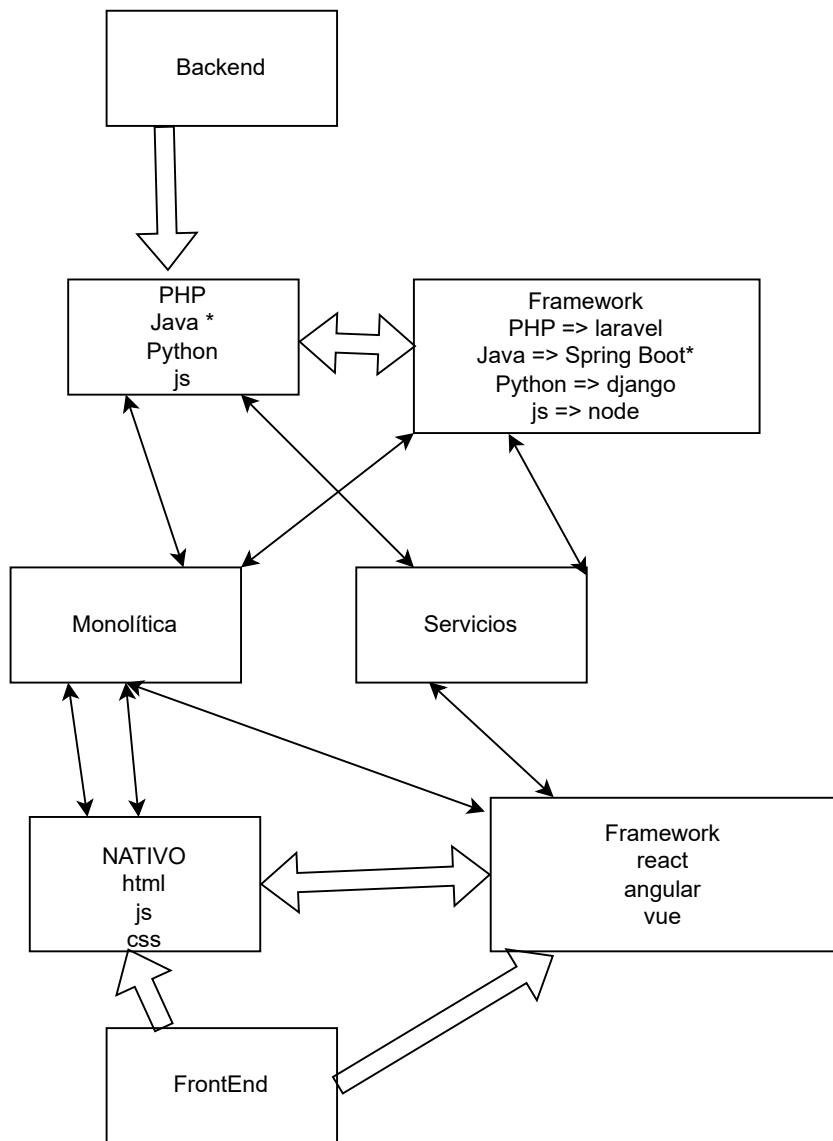 Backend
PHP
Java *
Python
js
Framework
PHP => laravel
Java => Spring Boot*
Python => django
js => node
Monolítica
Servicios
NATIVO
html
js
css
Framework
react
angular
vue
FrontEnd